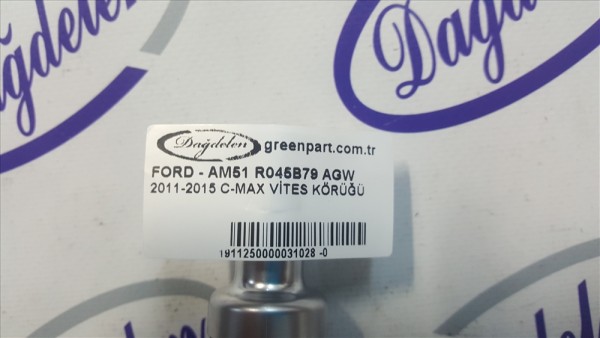 Dağdelen
Dağdelen
Dağdelen greenpart.com.tr
FORD - AM51 R045B79 AGW
2011-2015 C-MAX VİTES KÖRÜĞÜ
1911250000031028 -0